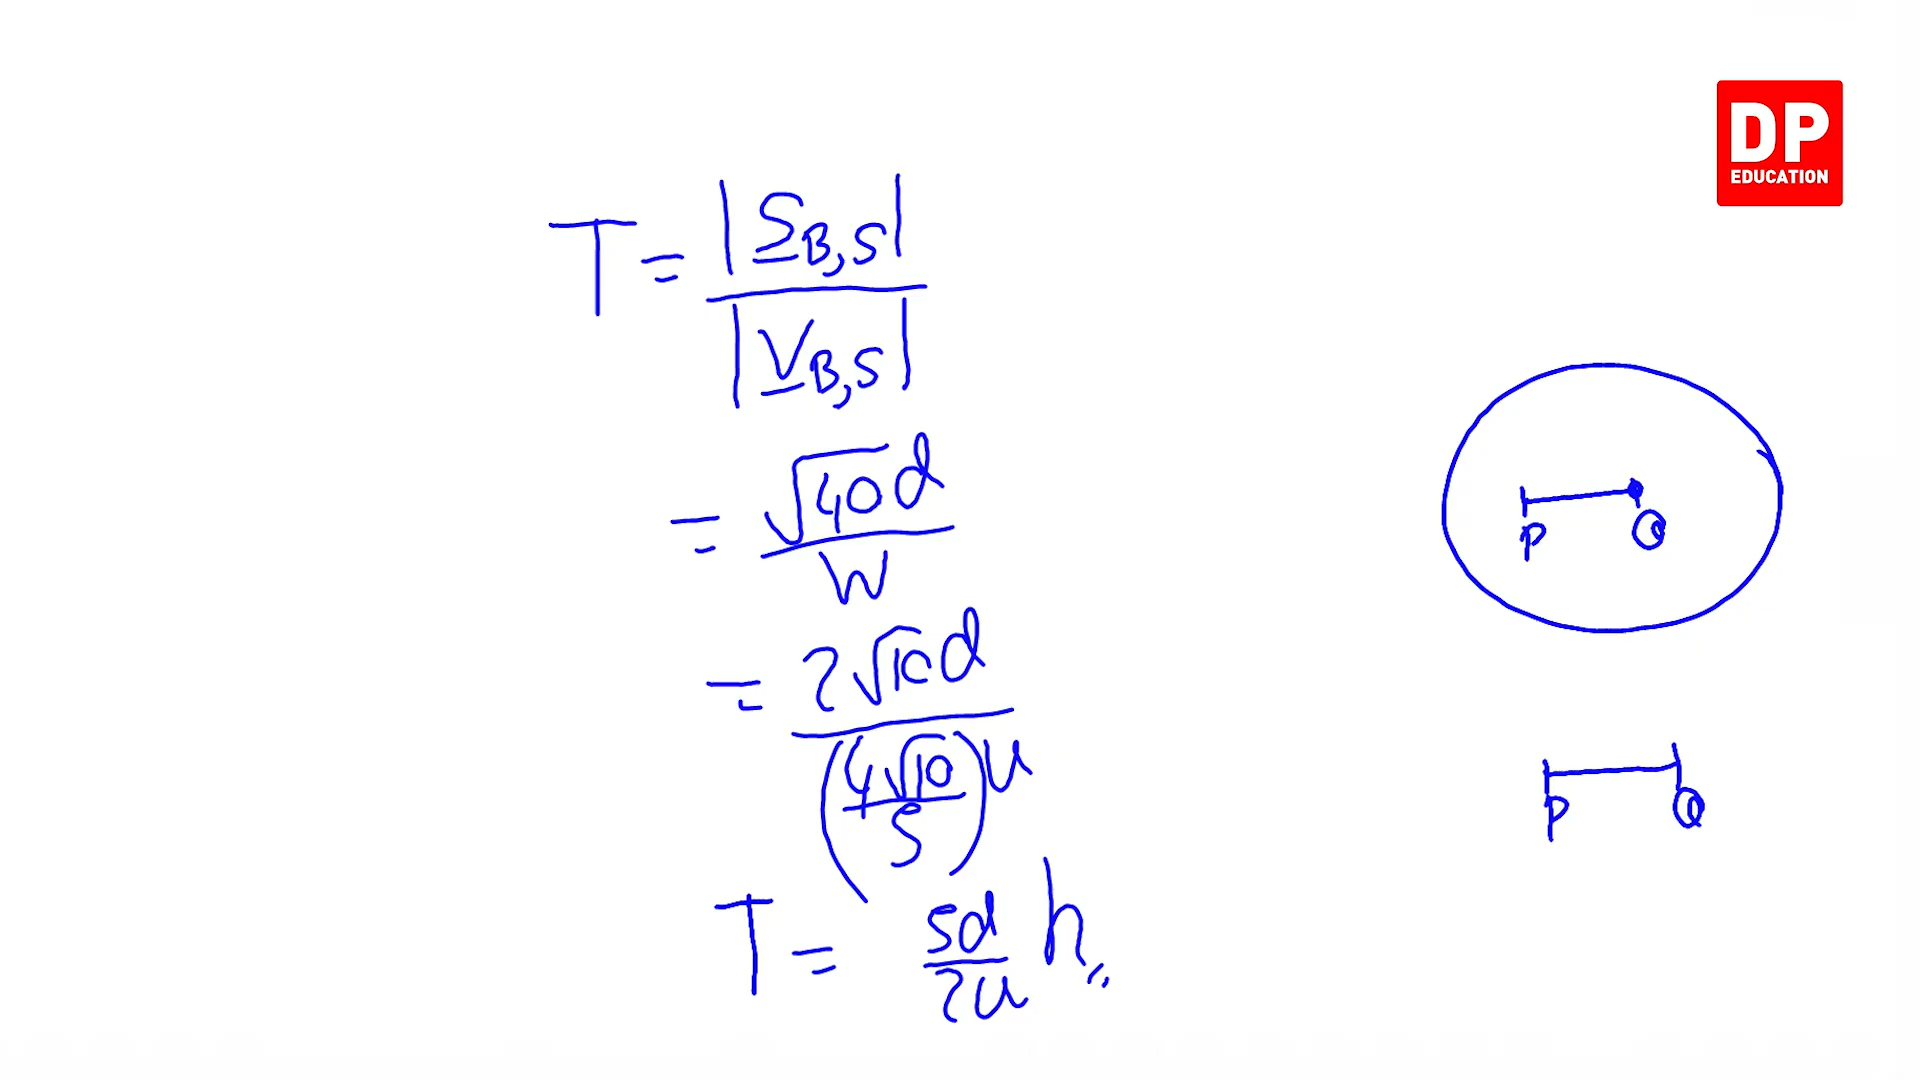 DP
EDUCATION
T = |S_B,S| / |V_B,S|
= √40 d / W
= 2√10 d / (4√10 / 5) u
T = 5d / 2u h
P Q
P Q